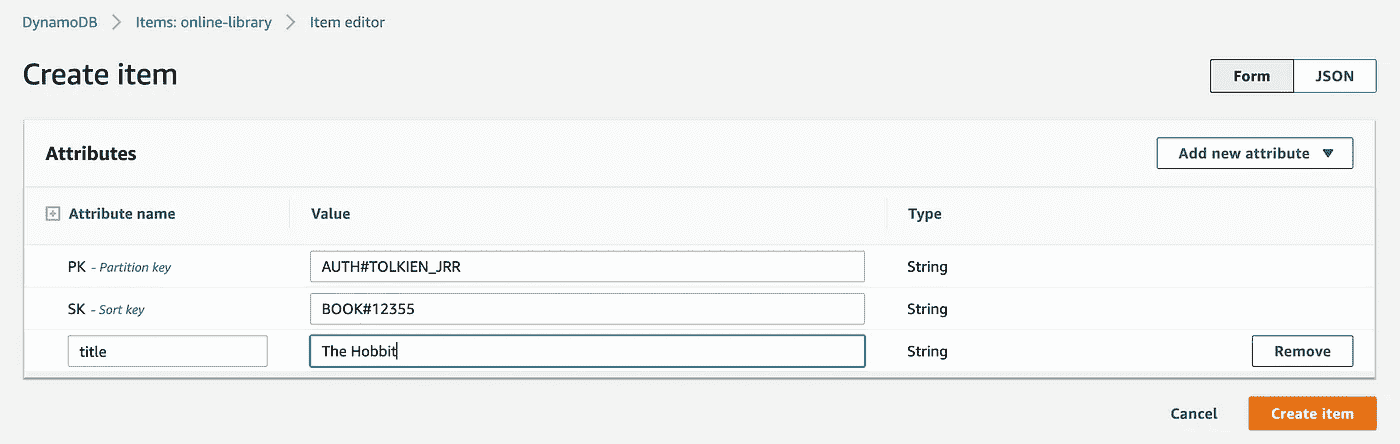 DynamoDB > Items: online-library > Item editor
Create item
Form JSON
Attributes
Add new attribute ▼
Attribute name Value Type
PK - Partition key AUTH#TOLKIEN_JRR String
SK - Sort key BOOK#12355 String
title The Hobbit String Remove
Cancel Create item